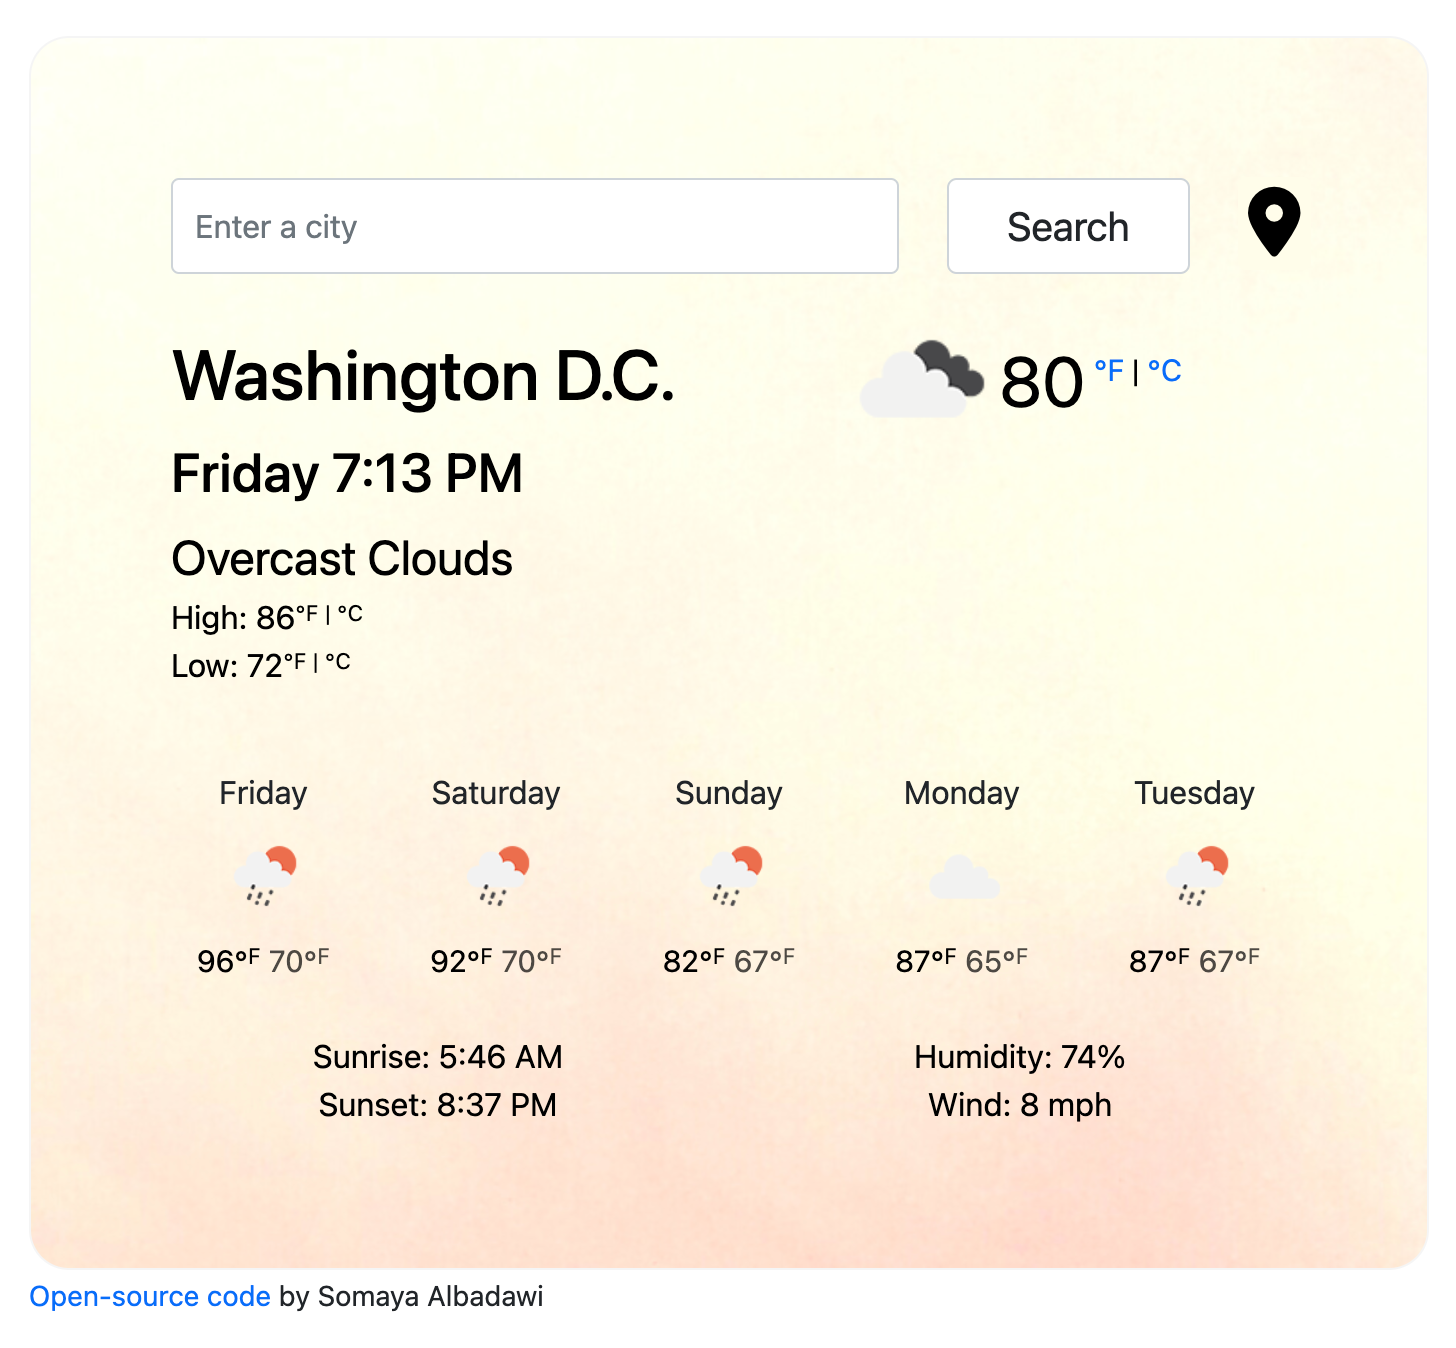 Enter a city
Search
Washington D.C.
80 °F | °C
Friday 7:13 PM
Overcast Clouds
High: 86°F | °C
Low: 72°F | °C
Friday Saturday Sunday Monday Tuesday
96°F 70°F 92°F 70°F 82°F 67°F 87°F 65°F 87°F 67°F
Sunrise: 5:46 AM Humidity: 74%
Sunset: 8:37 PM Wind: 8 mph
Open-source code by Somaya Albadawi